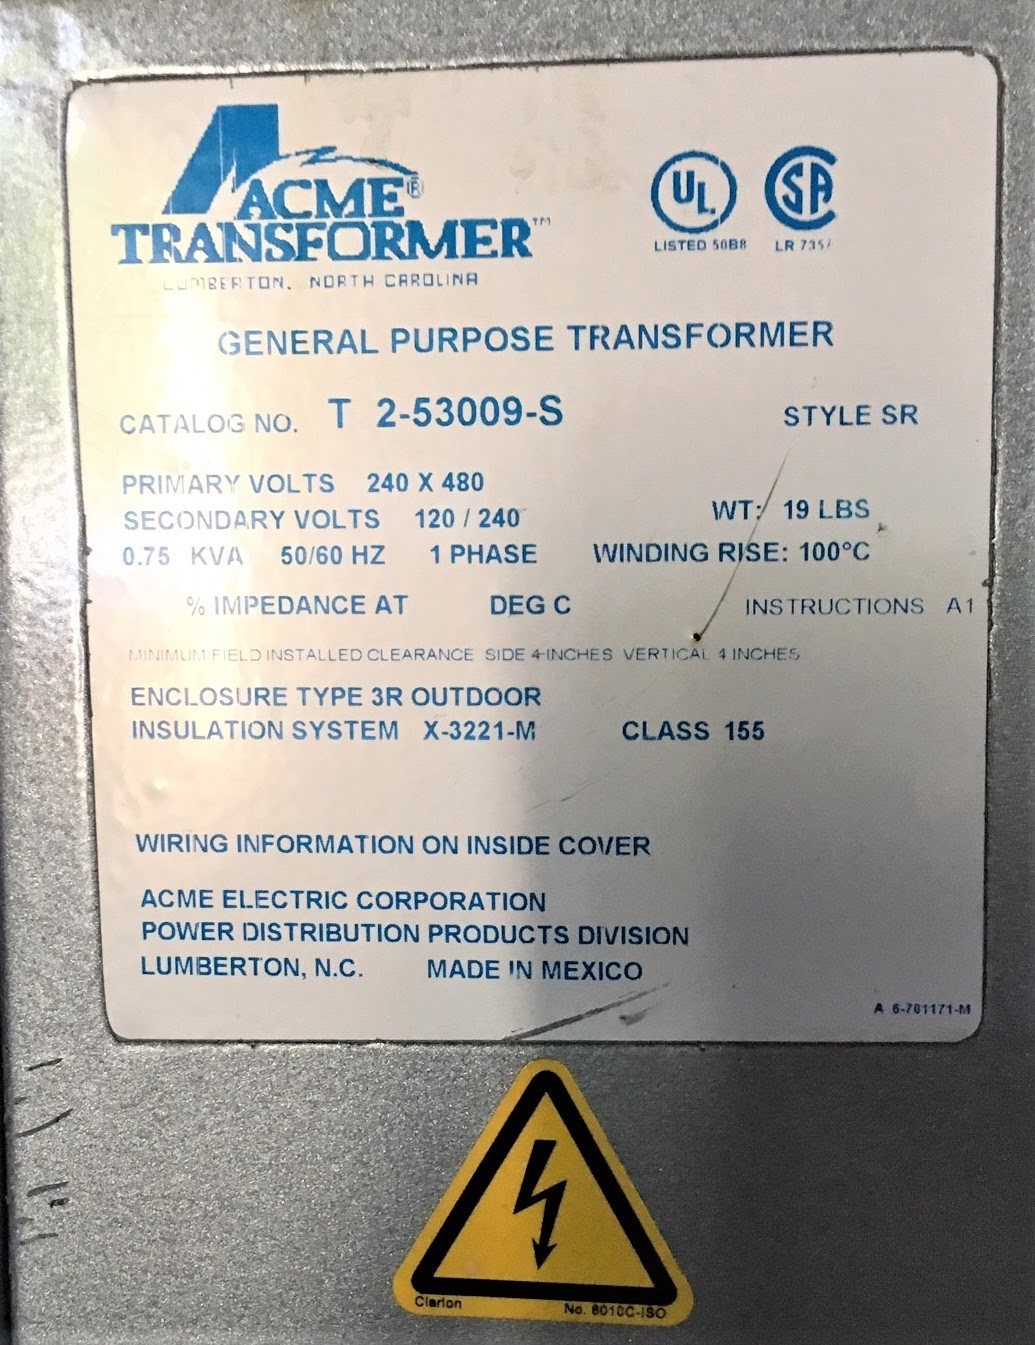 ACME®
TRANSFORMER™
LUMBERTON, NORTH CAROLINA
UL
LISTED 50B8
SA
LR 7357
GENERAL PURPOSE TRANSFORMER
CATALOG NO. T 2-53009-S STYLE SR
PRIMARY VOLTS 240 X 480
SECONDARY VOLTS 120 / 240 WT: 19 LBS
0.75 KVA 50/60 HZ 1 PHASE WINDING RISE: 100°C
% IMPEDANCE AT DEG C INSTRUCTIONS A1
MINIMUM FIELD INSTALLED CLEARANCE SIDE 4-INCHES VERTICAL 4 INCHES
ENCLOSURE TYPE 3R OUTDOOR
INSULATION SYSTEM X-3221-M CLASS 155
WIRING INFORMATION ON INSIDE COVER
ACME ELECTRIC CORPORATION
POWER DISTRIBUTION PRODUCTS DIVISION
LUMBERTON, N.C. MADE IN MEXICO
A 6-701171-M
Clarion No. 6010C-ISO